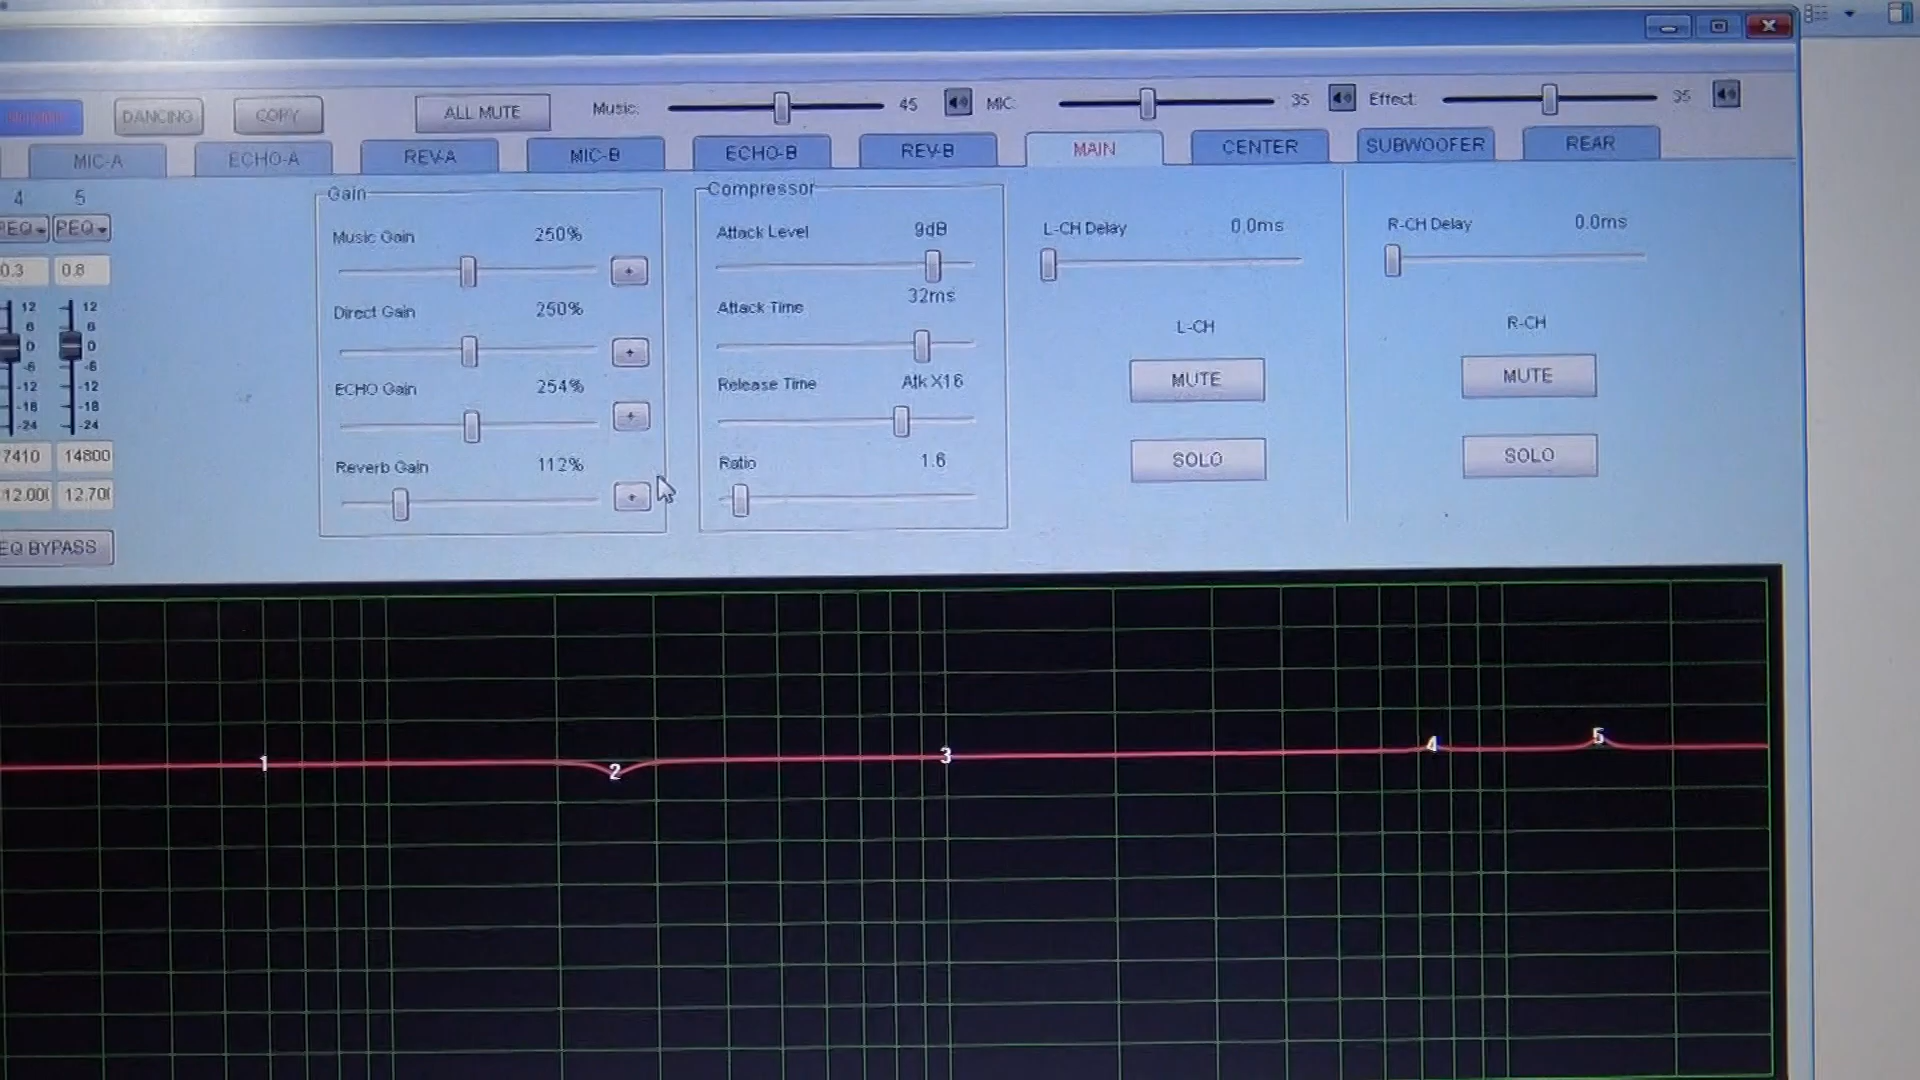 DANCING COPY ALL MUTE Music: 45 MIC: 35 Effect: 35
MIC-A ECHO-A REV-A MIC-B ECHO-B REV-B MAIN CENTER SUBWOOFER REAR
4 5
PEQ PEQ
0.3 0.8
12 12
6 6
0 0
-6 -6
-12 -12
-18 -18
-24 -24
7410 14800
12.00( 12.70(
EQ BYPASS
Gain
Music Gain 250%
+
Direct Gain 250%
+
ECHO Gain 254%
+
Reverb Gain 112%
+
Compressor
Attack Level 9dB
Attack Time 32ms
Release Time Atk X16
Ratio 1.6
L-CH Delay 0.0ms
L-CH
MUTE
SOLO
R-CH Delay 0.0ms
R-CH
MUTE
SOLO
1 2 3 4 5